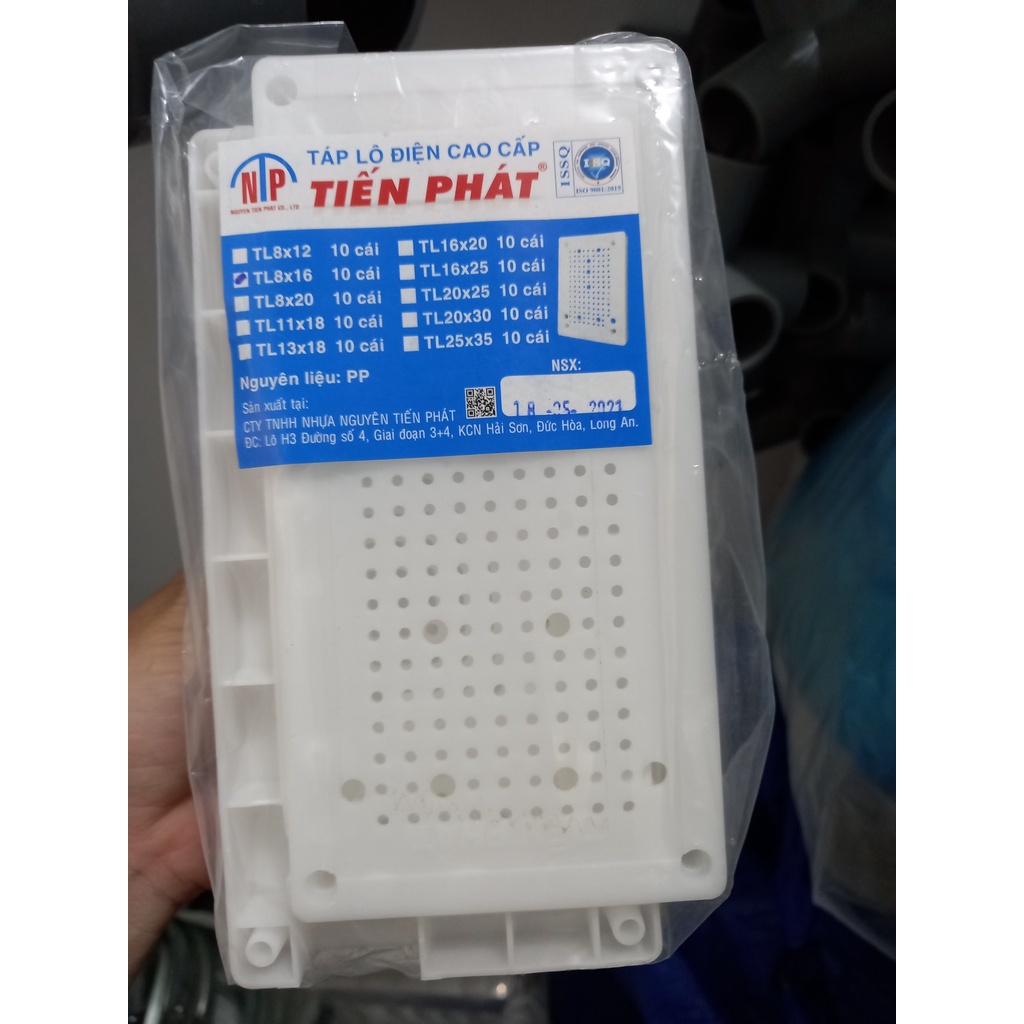 NTP
NGUYEN TIEN PHAT CO., LTD
TÁP LÔ ĐIỆN CAO CẤP
TIẾN PHÁT®
ISSQ
ISSQ
ISO 9001:2015
TL8x12 10 cái
TL8x16 10 cái
TL8x20 10 cái
TL11x18 10 cái
TL13x18 10 cái
TL16x20 10 cái
TL16x25 10 cái
TL20x25 10 cái
TL20x30 10 cái
TL25x35 10 cái
Nguyên liệu: PP
NSX:
Sản xuất tại:
CTY TNHH NHỰA NGUYÊN TIẾN PHÁT
ĐC: Lô H3 Đường số 4, Giai đoạn 3+4, KCN Hải Sơn, Đức Hòa, Long An.